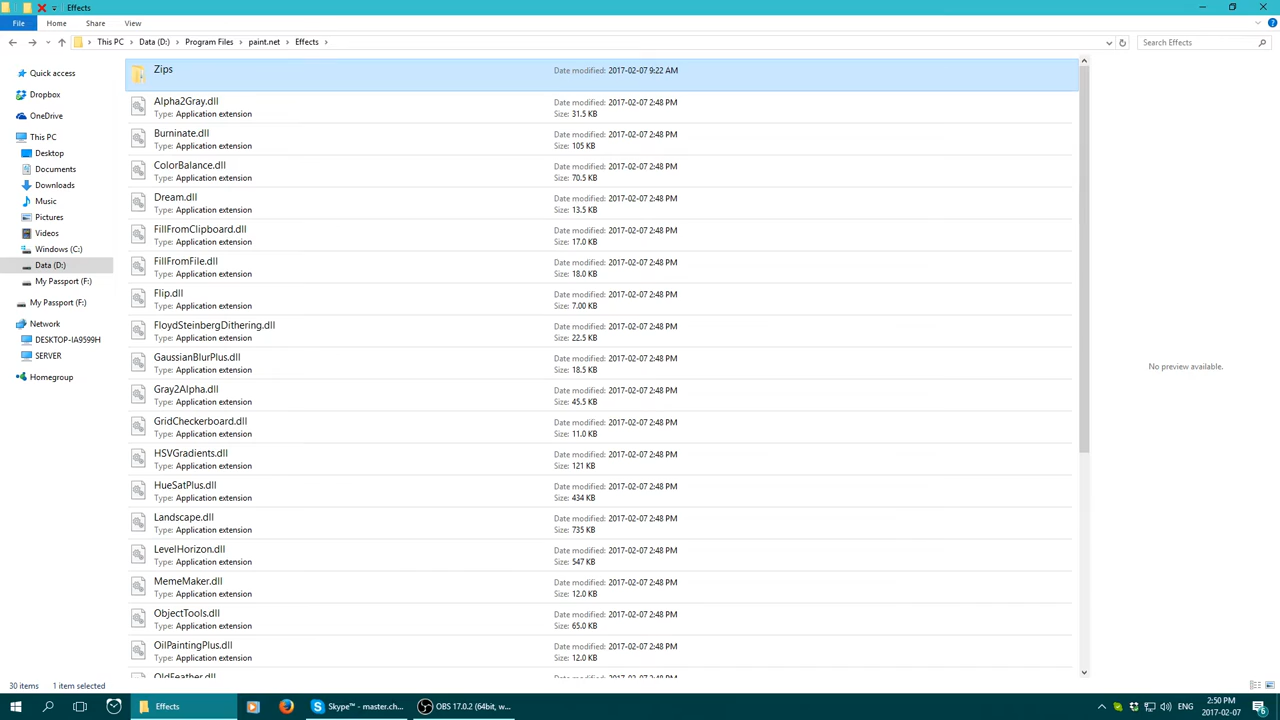 Effects
File Home Share View
This PC Data (D:) Program Files paint.net Effects
Search Effects
Quick access
Dropbox
OneDrive
This PC
Desktop
Documents
Downloads
Music
Pictures
Videos
Windows (C:)
Data (D:)
My Passport (F:)
My Passport (F:)
Network
DESKTOP-IA9599H
SERVER
Homegroup
Zips Date modified: 2017-02-07 9:22 AM
Alpha2Gray.dll Date modified: 2017-02-07 2:48 PM
Type: Application extension Size: 31.5 KB
Burninate.dll Date modified: 2017-02-07 2:48 PM
Type: Application extension Size: 105 KB
ColorBalance.dll Date modified: 2017-02-07 2:48 PM
Type: Application extension Size: 70.5 KB
Dream.dll Date modified: 2017-02-07 2:48 PM
Type: Application extension Size: 13.5 KB
FillFromClipboard.dll Date modified: 2017-02-07 2:48 PM
Type: Application extension Size: 17.0 KB
FillFromFile.dll Date modified: 2017-02-07 2:48 PM
Type: Application extension Size: 18.0 KB
Flip.dll Date modified: 2017-02-07 2:48 PM
Type: Application extension Size: 7.00 KB
FloydSteinbergDithering.dll Date modified: 2017-02-07 2:48 PM
Type: Application extension Size: 22.5 KB
GaussianBlurPlus.dll Date modified: 2017-02-07 2:48 PM
Type: Application extension Size: 18.5 KB
Gray2Alpha.dll Date modified: 2017-02-07 2:48 PM
Type: Application extension Size: 45.5 KB
GridCheckerboard.dll Date modified: 2017-02-07 2:48 PM
Type: Application extension Size: 11.0 KB
HSVGradients.dll Date modified: 2017-02-07 2:48 PM
Type: Application extension Size: 121 KB
HueSatPlus.dll Date modified: 2017-02-07 2:48 PM
Type: Application extension Size: 434 KB
Landscape.dll Date modified: 2017-02-07 2:48 PM
Type: Application extension Size: 735 KB
LevelHorizon.dll Date modified: 2017-02-07 2:48 PM
Type: Application extension Size: 547 KB
MemeMaker.dll Date modified: 2017-02-07 2:48 PM
Type: Application extension Size: 12.0 KB
ObjectTools.dll Date modified: 2017-02-07 2:48 PM
Type: Application extension Size: 65.0 KB
OilPaintingPlus.dll Date modified: 2017-02-07 2:48 PM
Type: Application extension Size: 12.0 KB
OldFeather.dll Date modified: 2017-02-07 2:48 PM
No preview available.
30 items 1 item selected
Effects Skype™ - master.ch... OBS 17.0.2 (64bit, w... ENG 2:50 PM
2017-02-07 6